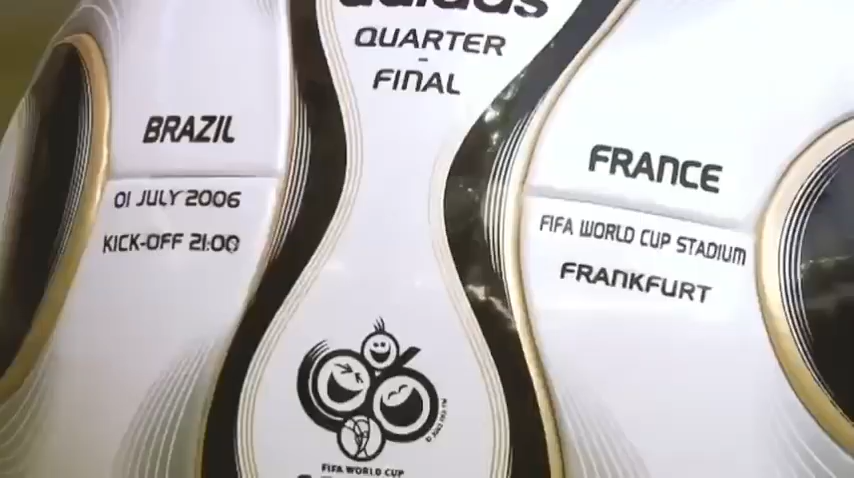 adidas
QUARTER
-
FINAL
BRAZIL
01 JULY 2006
KICK-OFF 21:00
FRANCE
FIFA WORLD CUP STADIUM
FRANKFURT
FIFA WORLD CUP